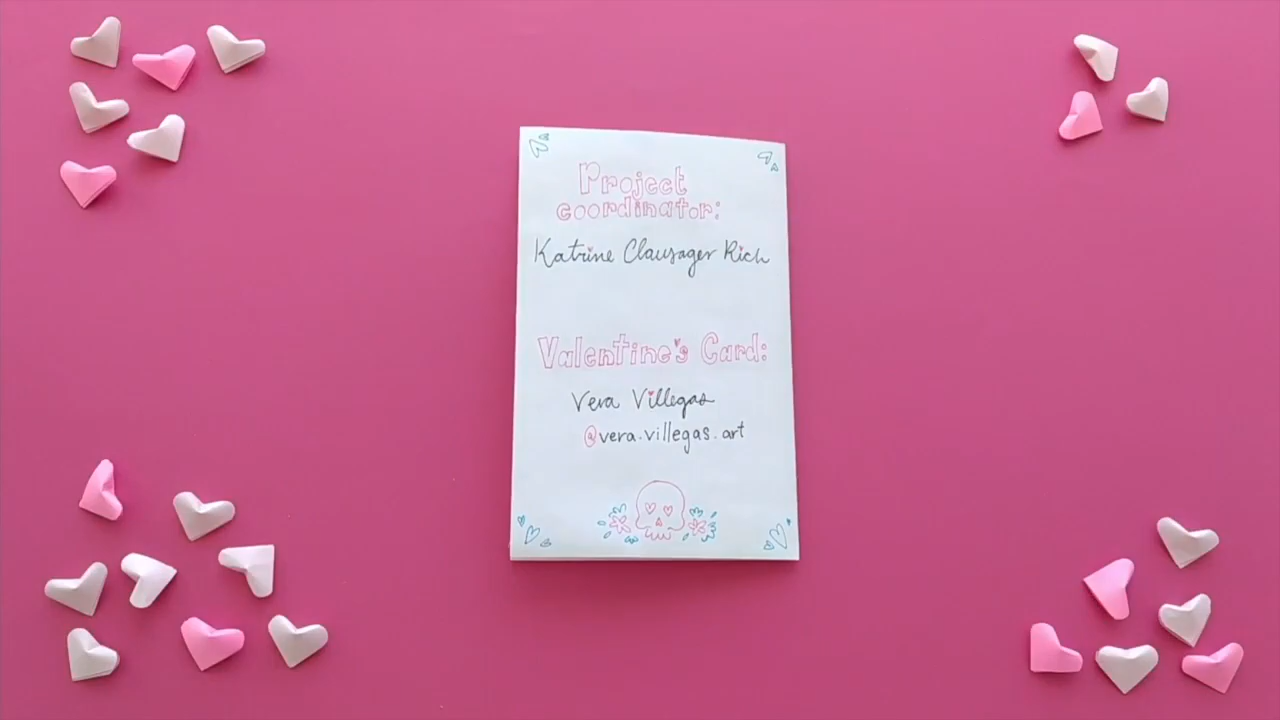 Project
coordinator:
Katrine Clausager Rich
Valentine's Card:
Vera Villegas
@vera.villegas.art